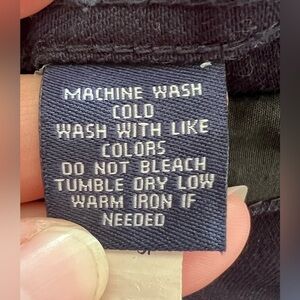 MACHINE WASH
COLD
WASH WITH LIKE
COLORS
DO NOT BLEACH
TUMBLE DRY LOW
WARM IRON IF
NEEDED